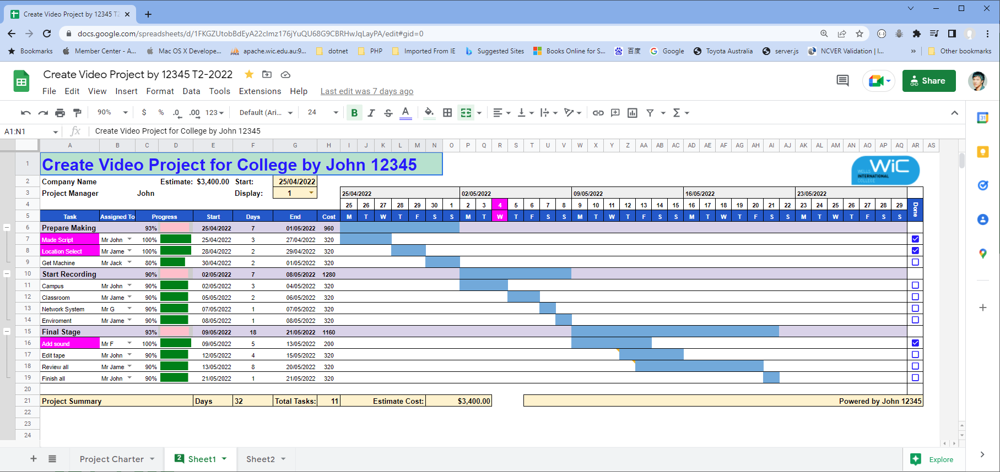 Create Video Project by 12345 T2
docs.google.com/spreadsheets/d/1FKGZUtobBdEyA22cImz176jYuQU68G9CBRHwJqLayPA/edit#gid=0
Bookmarks Member Center - A... Mac OS X Develope... apache.wic.edu.au:9... dotnet PHP Imported From IE Suggested Sites Books Online for S... 百度 Google Toyota Australia server.js NCVER Validation | I... » Other bookmarks
Create Video Project by 12345 T2-2022
Share
File Edit View Insert Format Data Tools Extensions Help Last edit was 7 days ago
90% $ % .0 .00 123 Default (Ari... 24 B I S A
A1:N1 fx Create Video Project for College by John 12345
A B C D E F G H I J K L M N O P Q R S T U V W X Y Z AA AB AC AD AE AF AG AH AI AJ AK AL AM AN AO AP AQ AR AS
1 Create Video Project for College by John 12345
WiC
WELLS
INTERNATIONAL
COLLEGE
2 Company Name Estimate: $3,400.00 Start: 25/04/2022
3 Project Manager John Display: 1 25/04/2022 02/05/2022 09/05/2022 16/05/2022 23/05/2022
4 25 26 27 28 29 30 1 2 3 4 5 6 7 8 9 10 11 12 13 14 15 16 17 18 19 20 21 22 23 24 25 26 27 28 29 Done
5 Task Assigned To Progress Start Days End Cost M T W T F S S M T W T F S S M T W T F S S M T W T F S S M T W T F S S
6 Prepare Making 93% 25/04/2022 7 01/05/2022 960
7 Made Script Mr John 100% 25/04/2022 3 27/04/2022 320
8 Location Select Mr Jame 100% 28/04/2022 2 29/04/2022 320
9 Get Machine Mr Jack 80% 30/04/2022 2 01/05/2022 320
10 Start Recording 90% 02/05/2022 7 08/05/2022 1280
11 Campus Mr John 90% 02/05/2022 3 04/05/2022 320
12 Classroom Mr Jame 90% 05/05/2022 2 06/05/2022 320
13 Network System Mr G 90% 07/05/2022 1 07/05/2022 320
14 Enviroment Mr Jame 90% 08/05/2022 1 08/05/2022 320
15 Final Stage 93% 09/05/2022 18 21/05/2022 1160
16 Add sound Mr F 100% 09/05/2022 5 13/05/2022 200
17 Edit tape Mr John 90% 12/05/2022 4 15/05/2022 320
18 Review all Mr Jame 90% 13/05/2022 8 20/05/2022 320
19 Finish all Mr John 90% 21/05/2022 1 21/05/2022 320
20
21 Project Summary Days 32 Total Tasks: 11 Estimate Cost: $3,400.00 Powered by John 12345
22
23
24
Project Charter 2 Sheet1 Sheet2 Explore